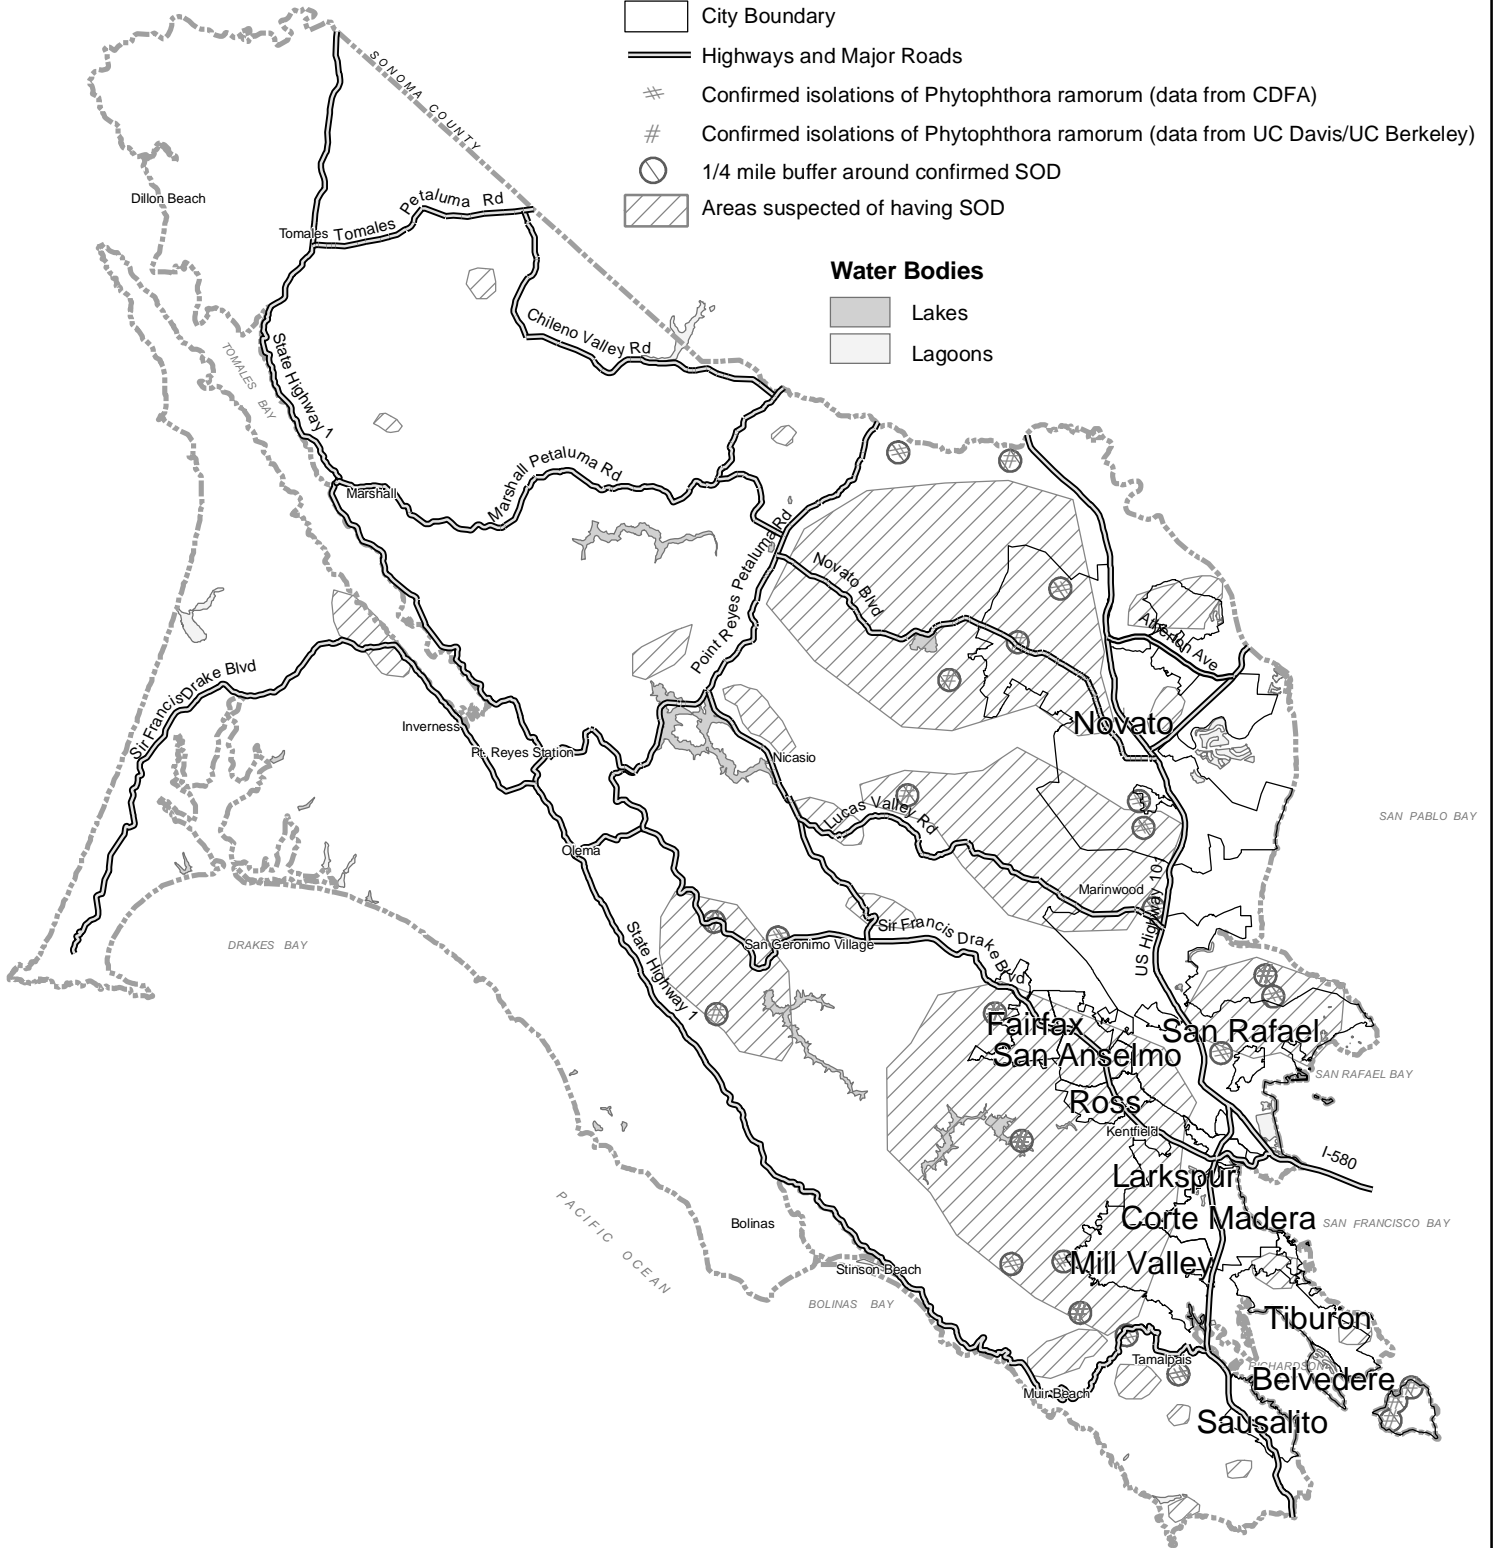 City Boundary
Highways and Major Roads
Confirmed isolations of Phytophthora ramorum (data from CDFA)
Confirmed isolations of Phytophthora ramorum (data from UC Davis/UC Berkeley)
1/4 mile buffer around confirmed SOD
Areas suspected of having SOD
Water Bodies
Lakes
Lagoons
SONOMA COUNTY
Dillon Beach
Tomales
Tomales Petaluma Rd
Chileno Valley Rd
State Highway 1
TOMALES BAY
Marshall
Marshall Petaluma Rd
Point Reyes Petaluma Rd
Novato Blvd
Atherton Ave
Sir Francis Drake Blvd
Inverness
Pt. Reyes Station
Novato
Nicasio
Lucas Valley Rd
SAN PABLO BAY
Olema
Marinwood
US Highway 101
DRAKES BAY
State Highway 1
San Geronimo Village
Sir Francis Drake Blvd
Fairfax
San Rafael
San Anselmo
SAN RAFAEL BAY
Ross
Kentfield
I-580
Larkspur
PACIFIC OCEAN
Bolinas
Corte Madera
SAN FRANCISCO BAY
Stinson Beach
Mill Valley
BOLINAS BAY
Tiburon
Tamalpais
RICHARDSON
Belvedere
Muir Beach
Sausalito